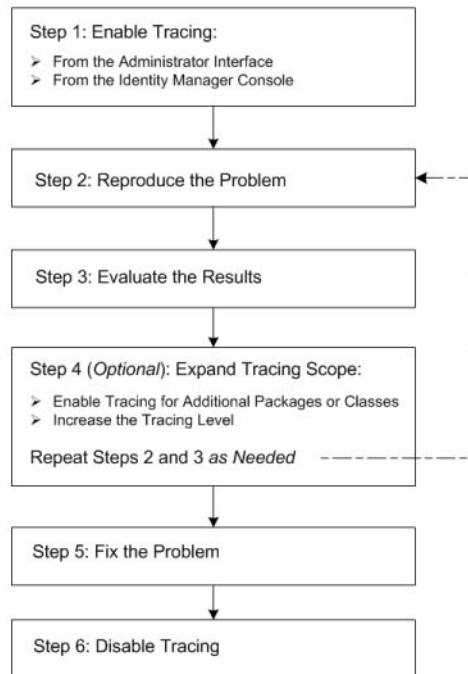 Step 1: Enable Tracing:
➢ From the Administrator Interface
➢ From the Identity Manager Console
Step 2: Reproduce the Problem
Step 3: Evaluate the Results
Step 4 (Optional): Expand Tracing Scope:
➢ Enable Tracing for Additional Packages or Classes
➢ Increase the Tracing Level
Repeat Steps 2 and 3 as Needed
Step 5: Fix the Problem
Step 6: Disable Tracing